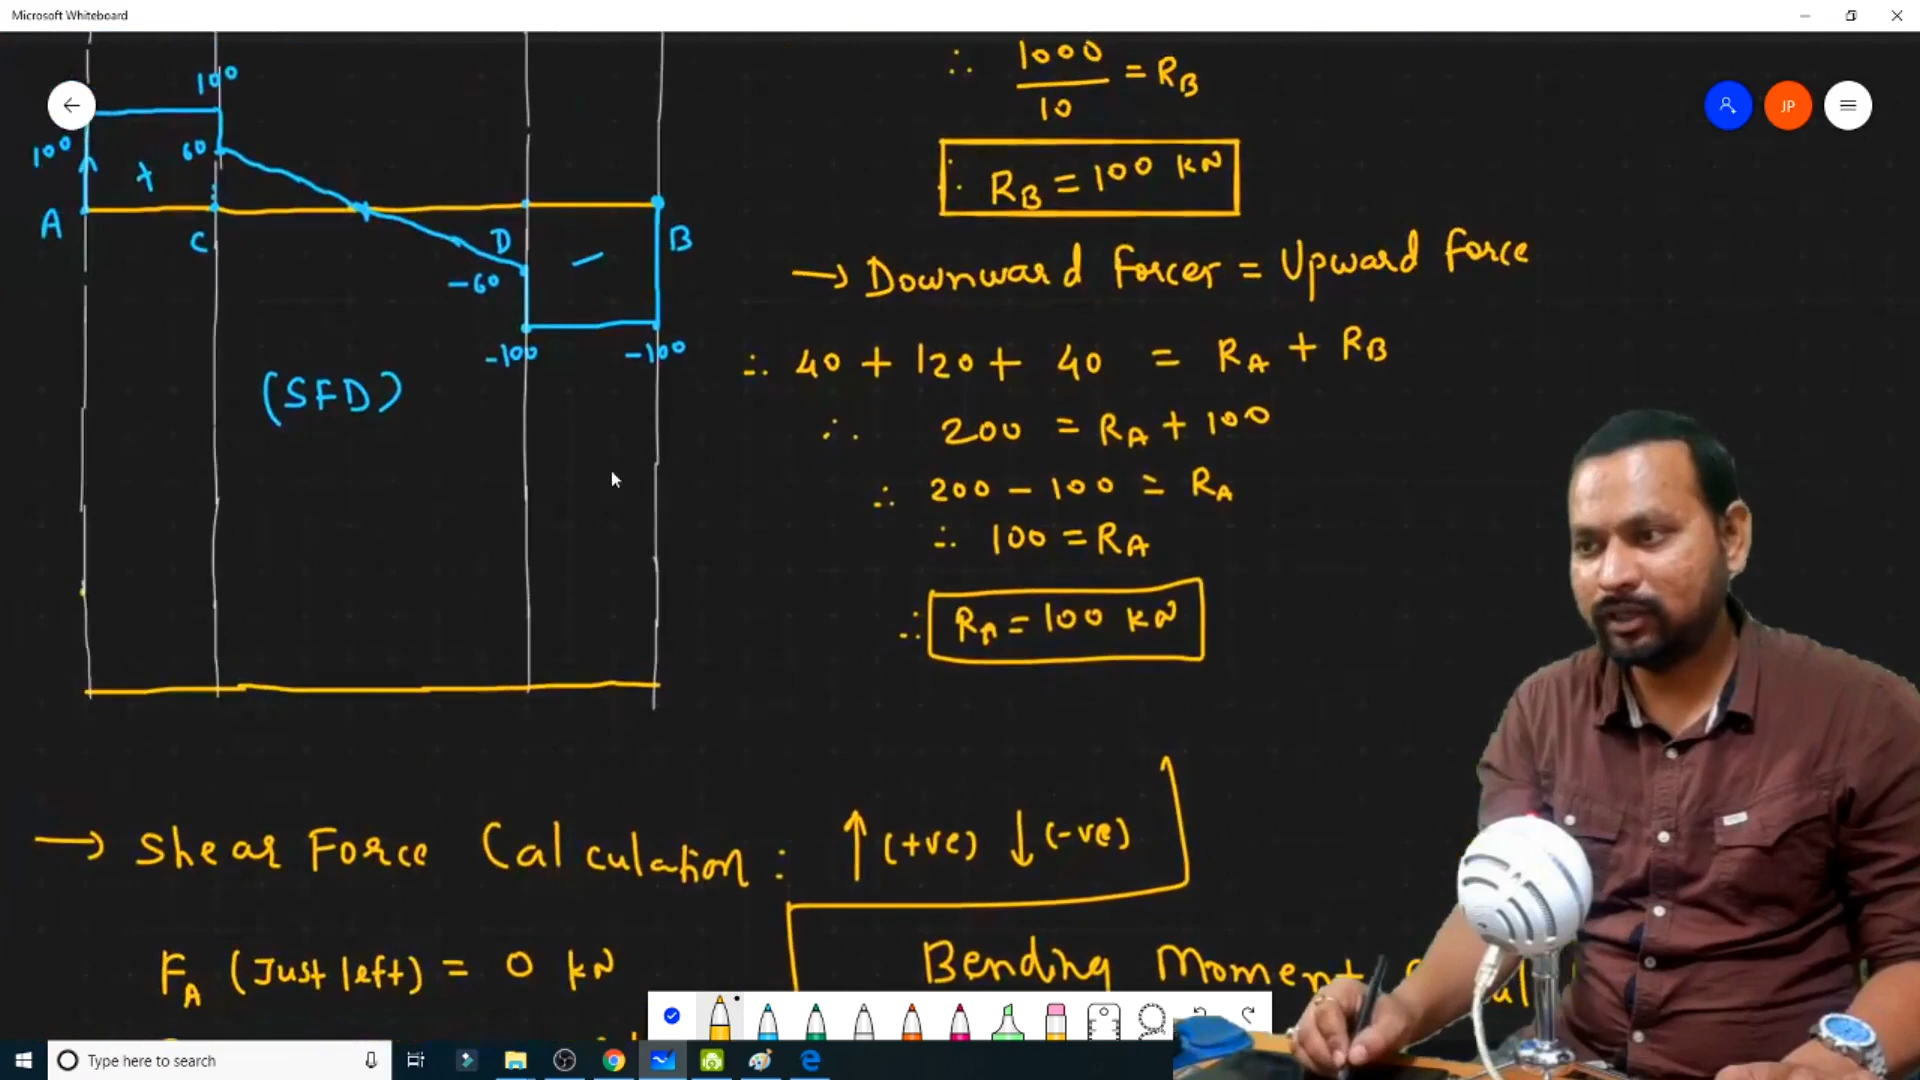 Microsoft Whiteboard
100
100
60
+
A
C
D
B
-60
-
-100
-100
(SFD)
∴ 1000/10 = RB
∴ RB = 100 kN
→ Downward forces = Upward force
∴ 40 + 120 + 40 = RA + RB
∴ 200 = RA + 100
∴ 200 - 100 = RA
∴ 100 = RA
∴ RA = 100 kN
JP
→ Shear Force Calculation : ↑ (+ve) ↓ (-ve)
FA (Just left) = 0 kN
Bending Moment
Type here to search